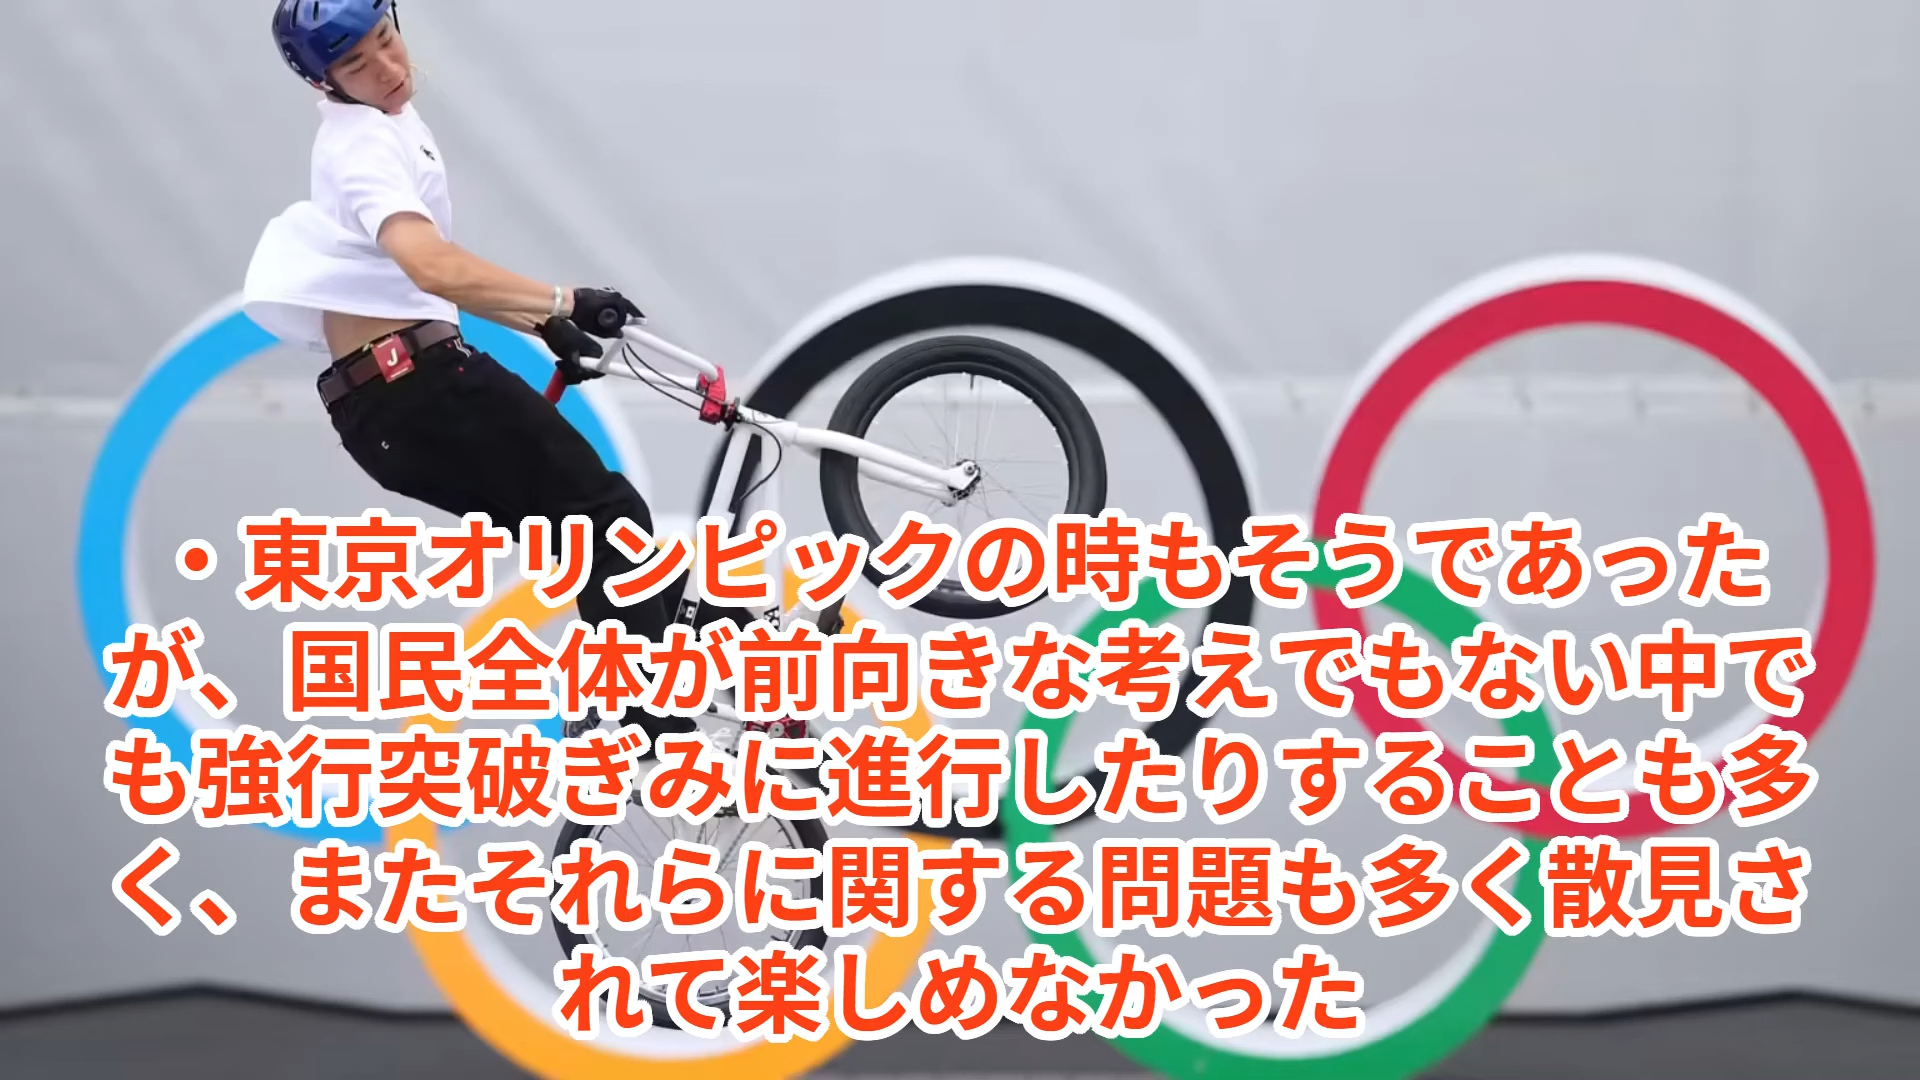 ・東京オリンピックの時もそうであった
が、国民全体が前向きな考えでもない中で
も強行突破ぎみに進行したりすることも多
く、またそれらに関する問題も多く散見さ
れて楽しめなかった
J